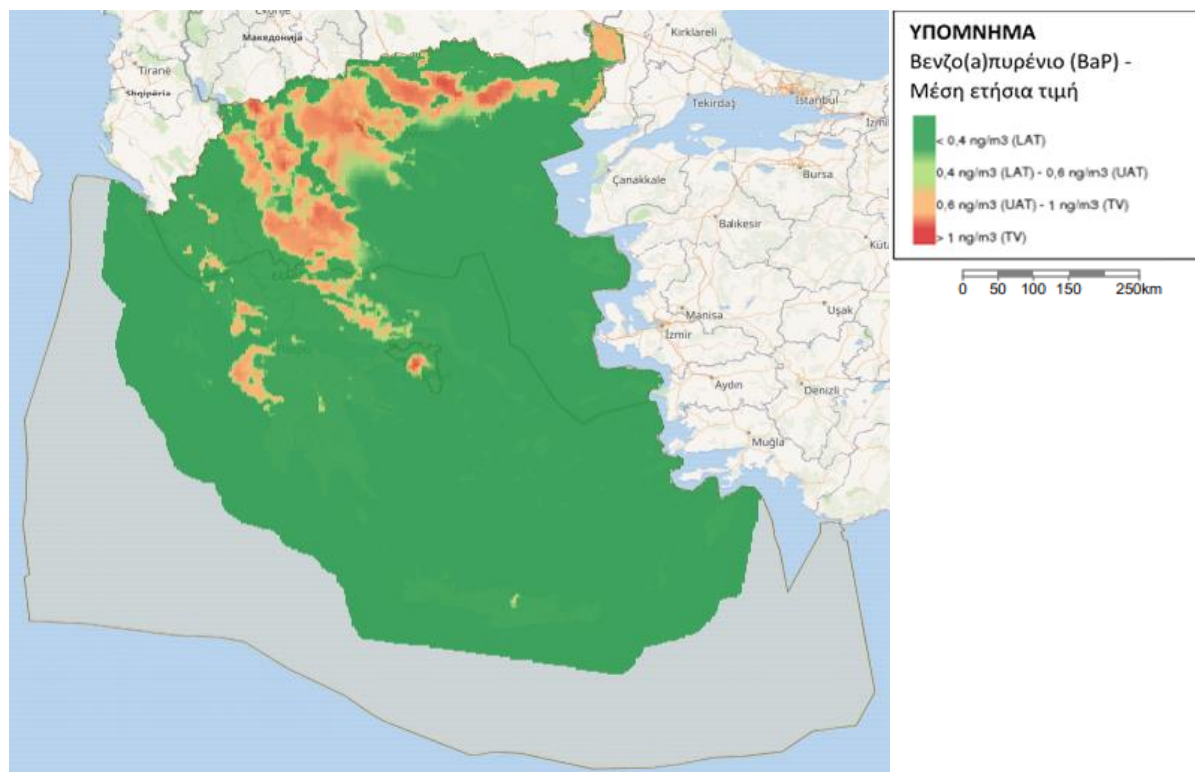 Македонија
Tiranë
Shqipëria
Kirklareli
Tekirdağ
İstanbul
Çanakkale
Bursa
Balıkesir
Manisa
Uşak
İzmir
Aydın
Denizli
Muğla
ΥΠΟΜΝΗΜΑ
Βενζο(a)πυρένιο (BaP) -
Μέση ετήσια τιμή
< 0,4 ng/m3 (LAT)
0,4 ng/m3 (LAT) - 0,6 ng/m3 (UAT)
0,6 ng/m3 (UAT) - 1 ng/m3 (TV)
> 1 ng/m3 (TV)
0 50 100 150 250km